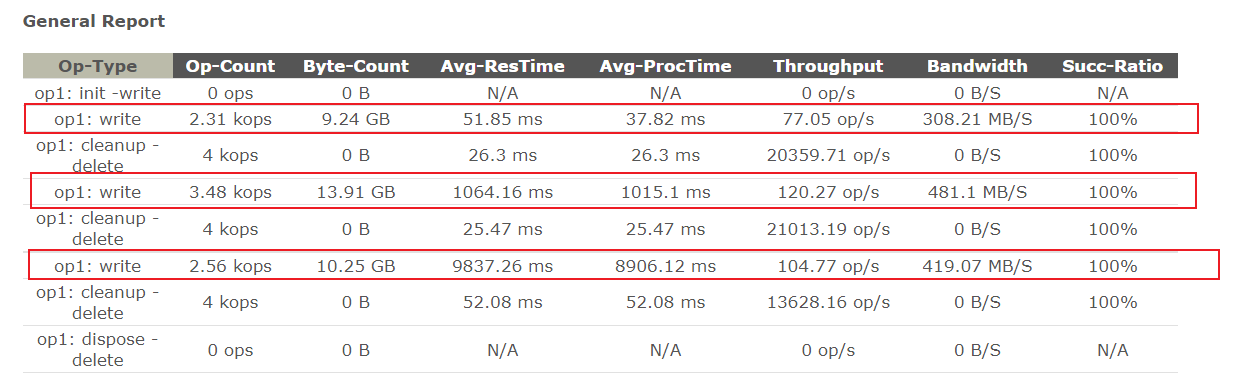 General Report
Op-Type Op-Count Byte-Count Avg-ResTime Avg-ProcTime Throughput Bandwidth Succ-Ratio
op1: init -write 0 ops 0 B N/A N/A 0 op/s 0 B/S N/A
op1: write 2.31 kops 9.24 GB 51.85 ms 37.82 ms 77.05 op/s 308.21 MB/S 100%
op1: cleanup -
delete 4 kops 0 B 26.3 ms 26.3 ms 20359.71 op/s 0 B/S 100%
op1: write 3.48 kops 13.91 GB 1064.16 ms 1015.1 ms 120.27 op/s 481.1 MB/S 100%
op1: cleanup -
delete 4 kops 0 B 25.47 ms 25.47 ms 21013.19 op/s 0 B/S 100%
op1: write 2.56 kops 10.25 GB 9837.26 ms 8906.12 ms 104.77 op/s 419.07 MB/S 100%
op1: cleanup -
delete 4 kops 0 B 52.08 ms 52.08 ms 13628.16 op/s 0 B/S 100%
op1: dispose -
delete 0 ops 0 B N/A N/A 0 op/s 0 B/S N/A